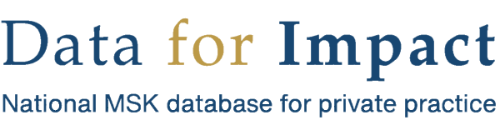 Data for Impact
National MSK database for private practice